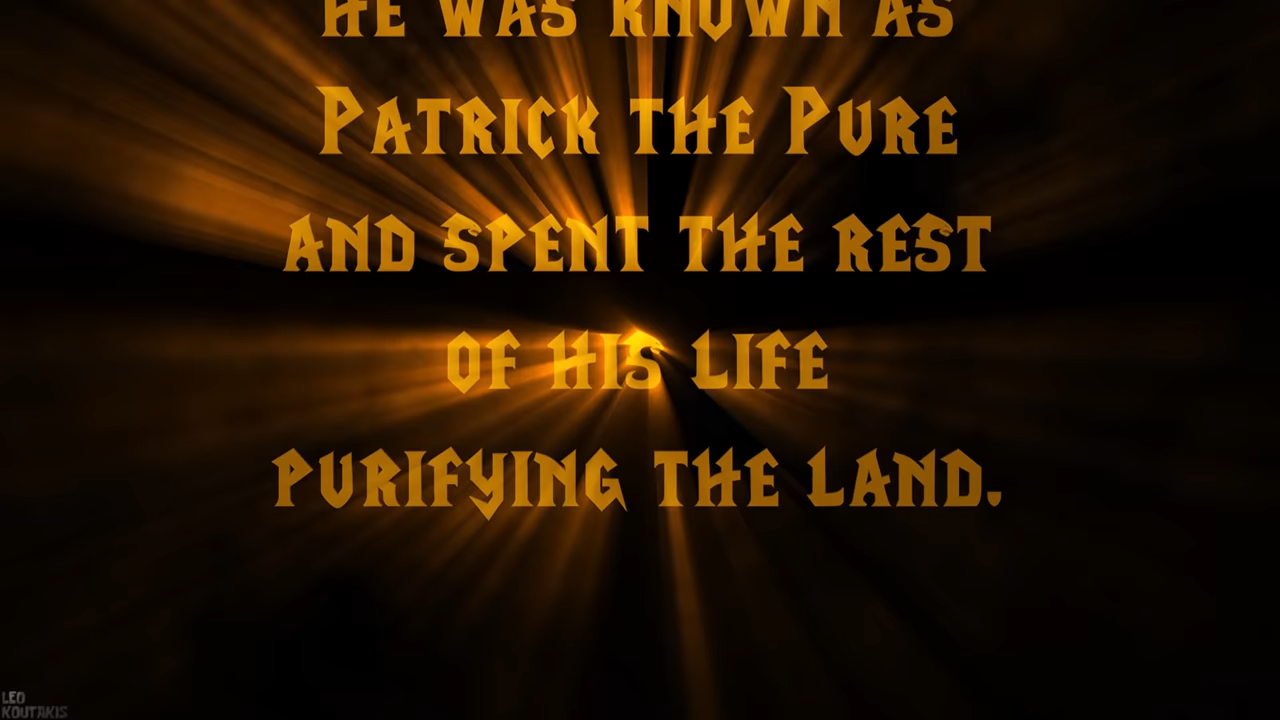 He was known as
Patrick the Pure
and spent the rest
of his life
purifying the Land.
LEO
KOUTAKIS